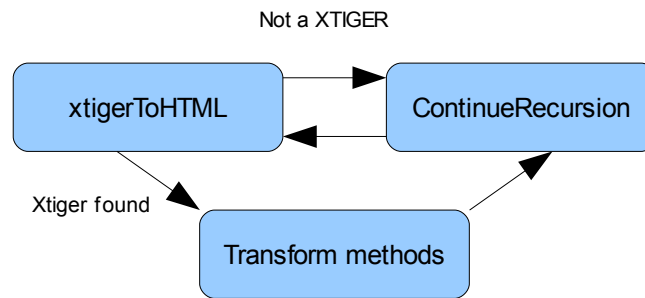 Not a XTIGER
xtigerToHTML
ContinueRecursion
Xtiger found
Transform methods